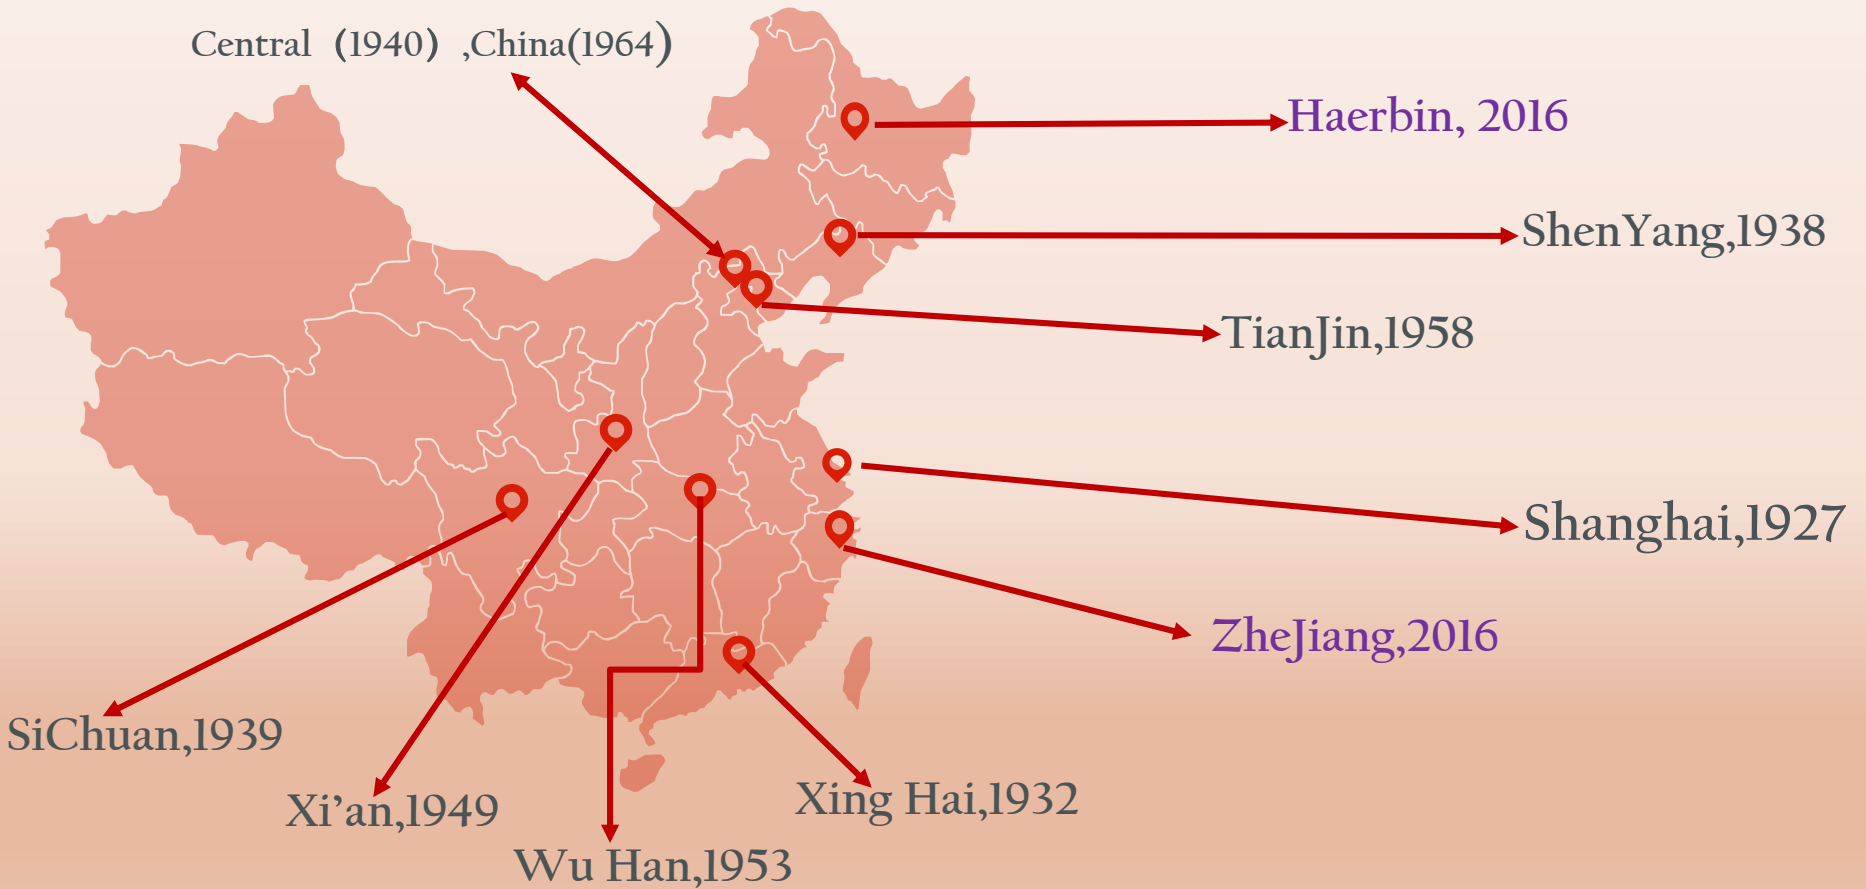 Central（1940）,China(1964)
Haerbin, 2016
ShenYang,1938
TianJin,1958
Shanghai,1927
ZheJiang,2016
SiChuan,1939
Xi’an,1949
Xing Hai,1932
Wu Han,1953